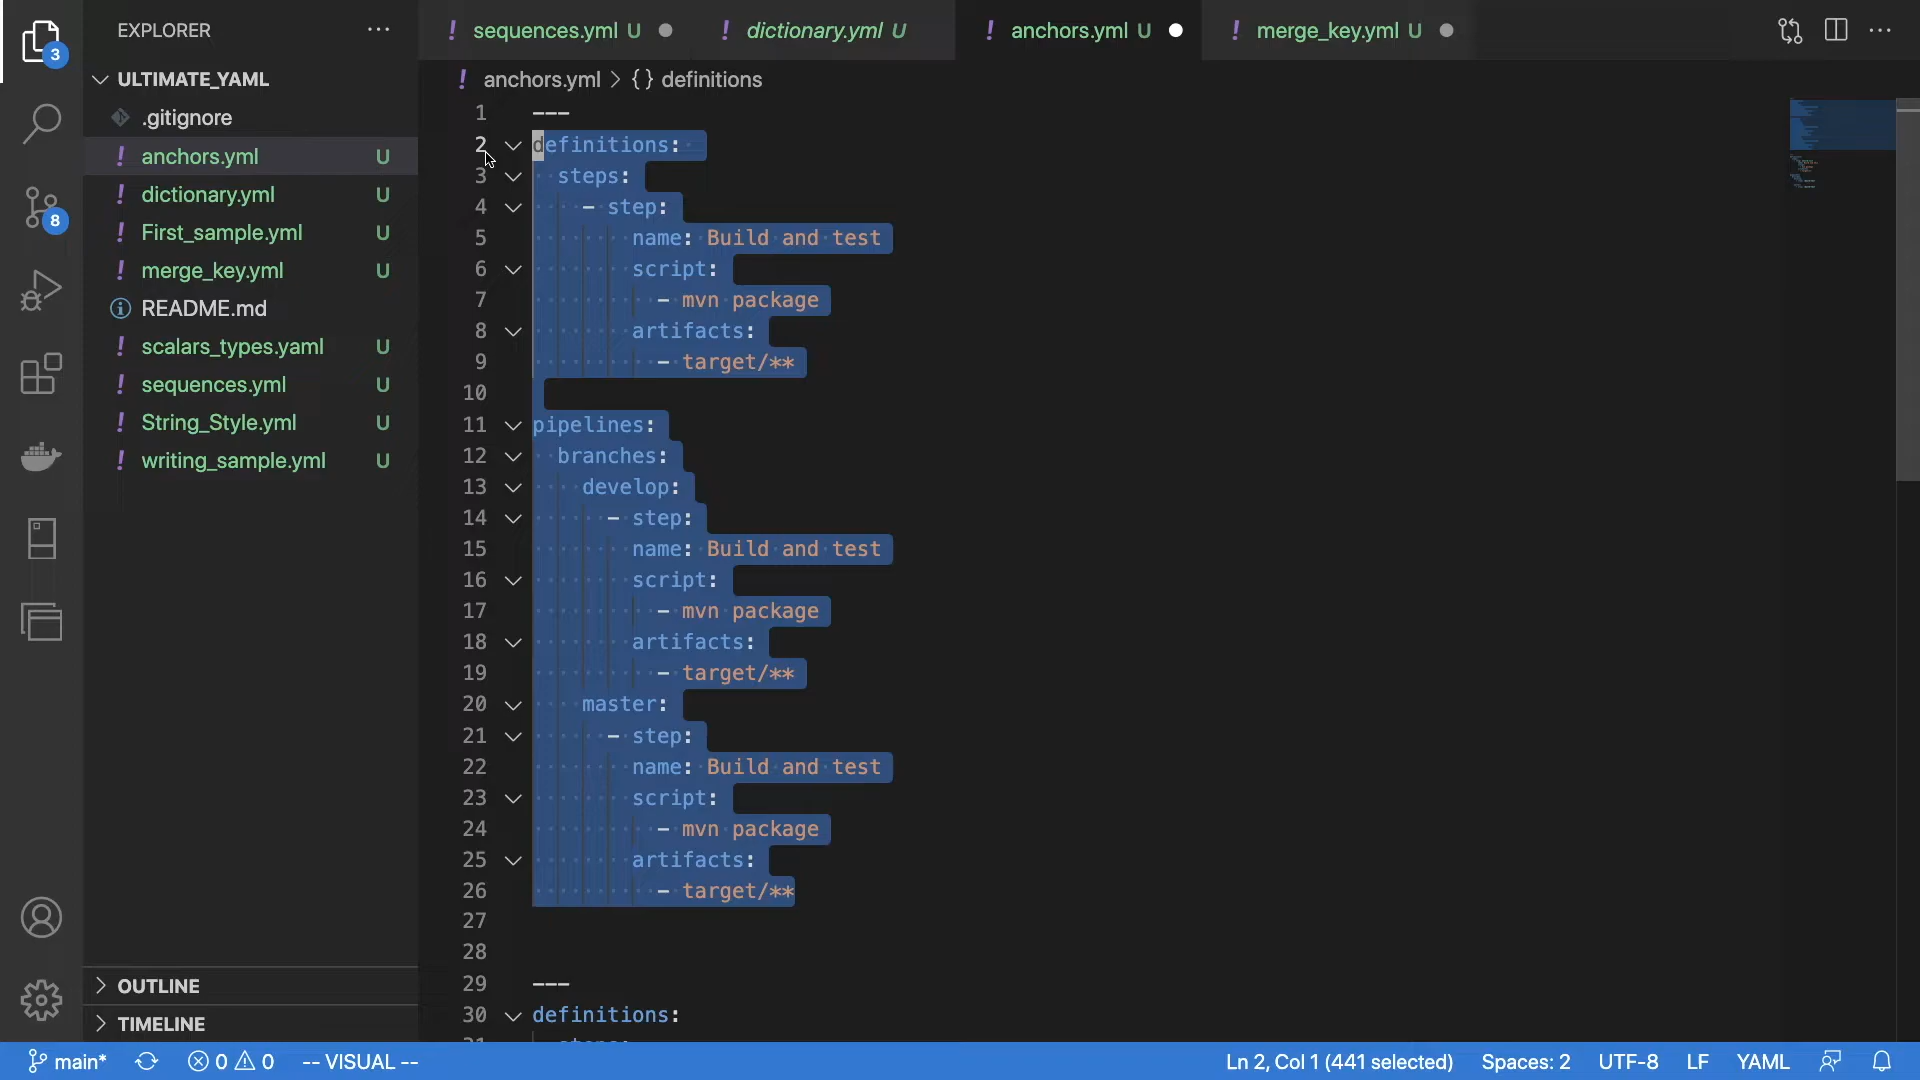 EXPLORER
ULTIMATE_YAML
.gitignore
! anchors.yml U
! dictionary.yml U
! First_sample.yml U
! merge_key.yml U
README.md
! scalars_types.yaml U
! sequences.yml U
! String_Style.yml U
! writing_sample.yml U
OUTLINE
TIMELINE
3
8
! sequences.yml U
! dictionary.yml U
! anchors.yml U
! merge_key.yml U
! anchors.yml > {} definitions
1 ---
2 definitions:
3 steps:
4 - step:
5 name: Build and test
6 script:
7 - mvn package
8 artifacts:
9 - target/**
10
11 pipelines:
12 branches:
13 develop:
14 - step:
15 name: Build and test
16 script:
17 - mvn package
18 artifacts:
19 - target/**
20 master:
21 - step:
22 name: Build and test
23 script:
24 - mvn package
25 artifacts:
26 - target/**
27
28
29 ---
30 definitions:
main* 0 0 -- VISUAL -- Ln 2, Col 1 (441 selected) Spaces: 2 UTF-8 LF YAML